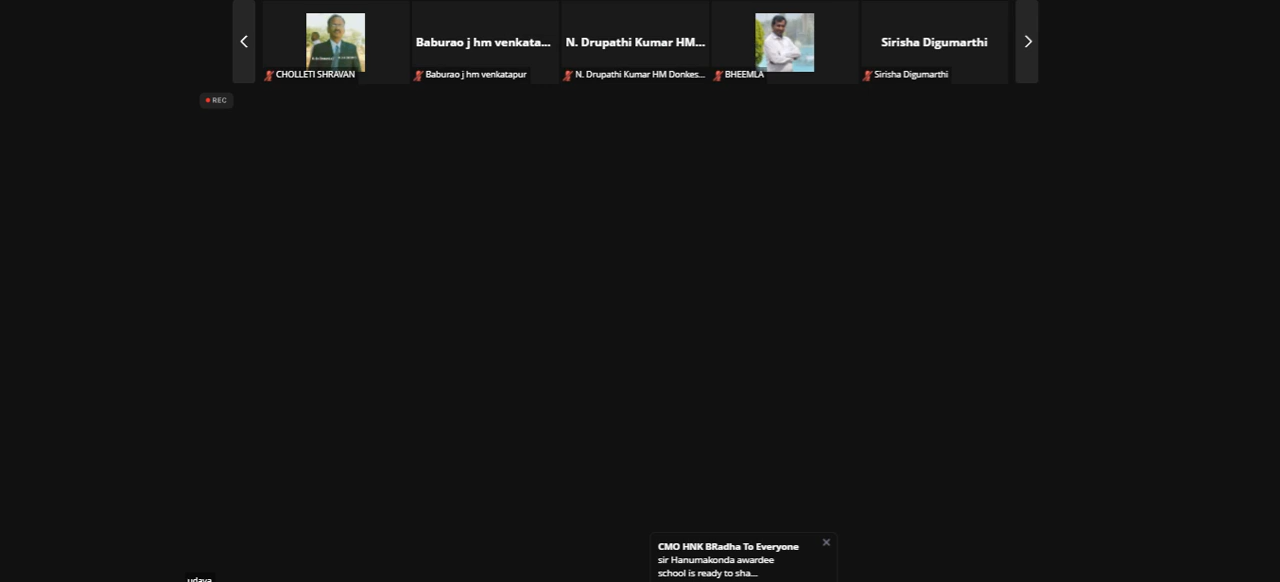 Baburao j hm venkata...
N. Drupathi Kumar HM...
Sirisha Digumarthi
CHOLLETI SHRAVAN
Baburao j hm venkatapur
N. Drupathi Kumar HM Donkes...
BHEEMLA
Sirisha Digumarthi
REC
CMO HNK BRadha To Everyone
sir Hanumakonda awardee
school is ready to sha...
udaya